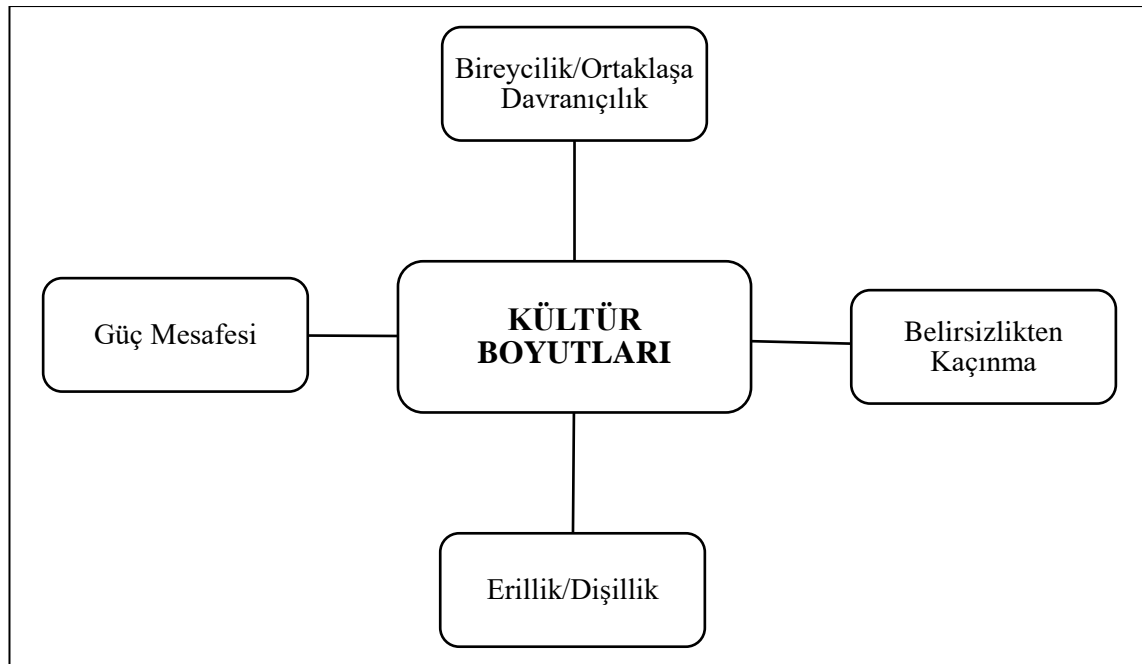 Bireycilik/Ortaklaşa
Davranıçılık
Güç Mesafesi
KÜLTÜR
BOYUTLARI
Belirsizlikten
Kaçınma
Erillik/Dişillik